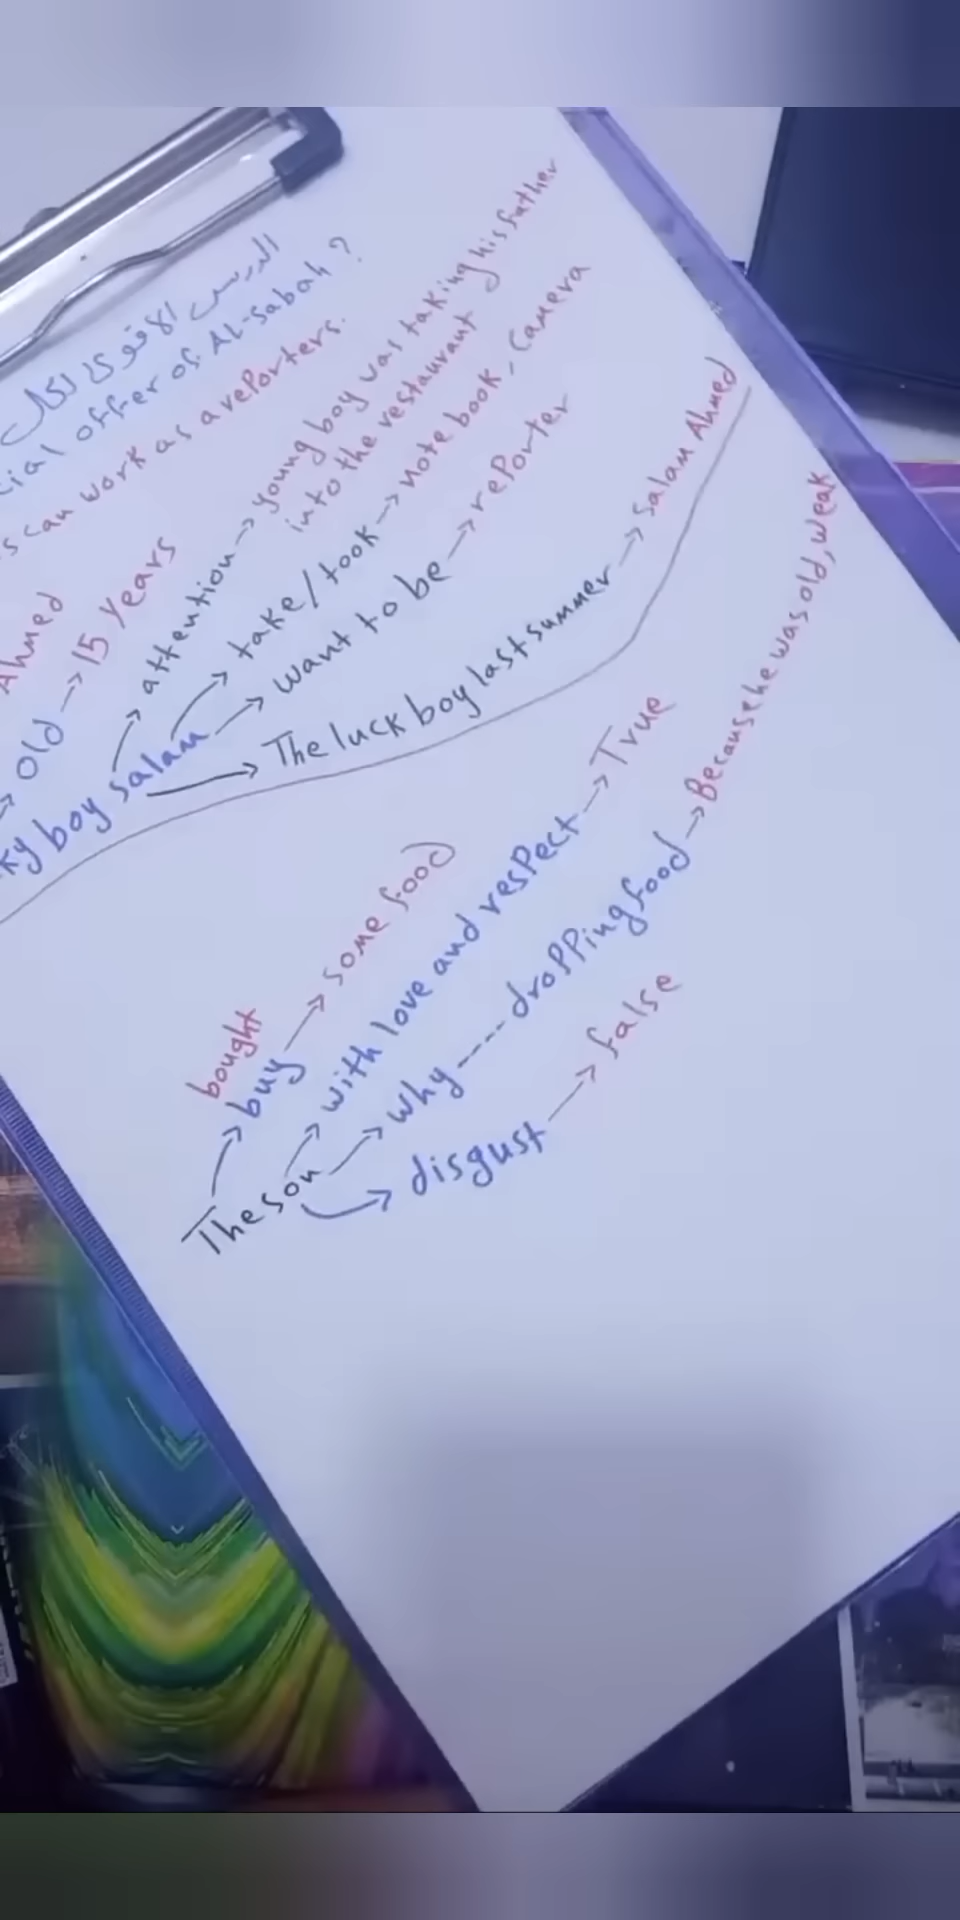 الدرس الاقوى لكل
cial offer of Al-Sabah?
s can work as a reporters.
Ahmed
old → 15 years
attention → young boy was taking his father
into the restaurant
take/took → note book, camera
want to be → reporter
ky boy salam
The luck boy last summer → Salam Ahmed
bought
buy → some food
with love and respect → True
why ---- dropping food → Because he was old, weak
The son
disgust → false